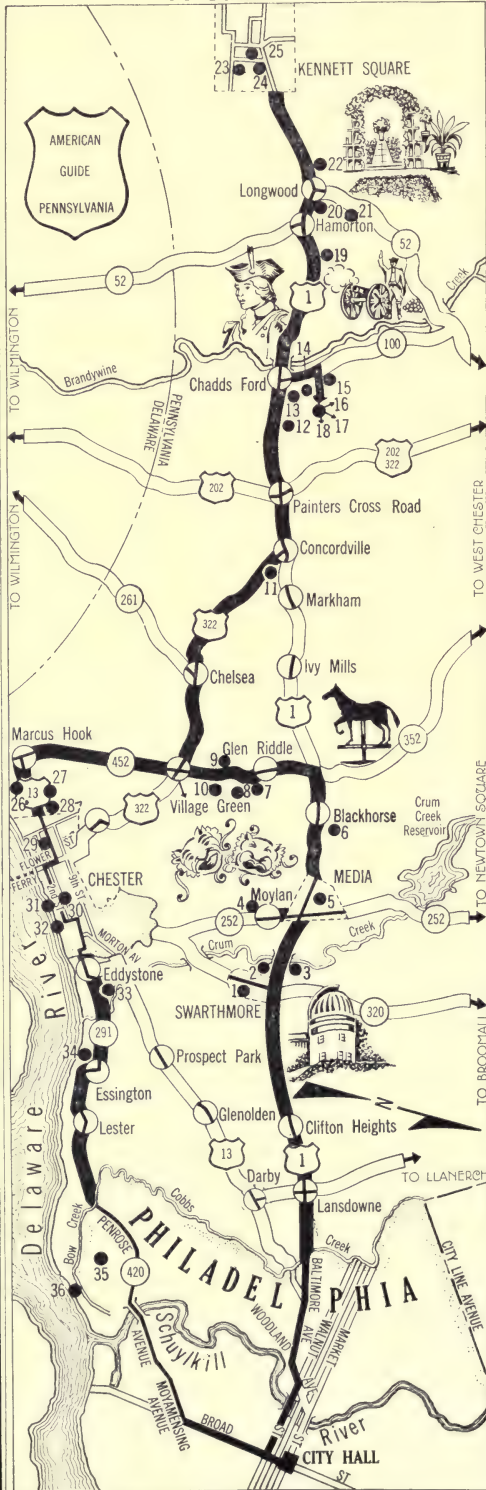 25
23
24
KENNETT SQUARE
AMERICAN
GUIDE
PENNSYLVANIA
22
Longwood
20
21
Hamorton
52
19
52
1
Creek
14
100
TO WILMINGTON
Brandywine
Chadds Ford
15
13
16
12
18
17
PENNSYLVANIA
DELAWARE
202
322
202
Painters Cross Road
TO WEST CHESTER
TO WILMINGTON
Concordville
11
261
Markham
322
Chelsea
Ivy Mills
1
Marcus Hook
352
9
Glen Riddle
452
27
10
8
7
13
26
28
322
Village Green
Blackhorse
6
Crum
Creek
Reservoir
TO NEWTOWN SQUARE
29
FLOWER ST
FERRY
2nd ST
9th ST
CHESTER
MEDIA
4
Moylan
5
31
30
252
252
32
Creek
MORTON AV
Crum
Eddystone
2
3
1
33
SWARTHMORE
320
River
291
Prospect Park
34
TO BROOMALL
Essington
N
Glenolden
Clifton Heights
Lester
13
1
Delaware
Darby
TO LLANERCH
Cobbs
Lansdowne
Creek
Bow Creek
PENROSE
AVENUE
PHILADELPHIA
420
35
36
BALTIMORE AVE
WOODLAND
WALNUT
MARKET
ST
CITY LINE AVENUE
Schuylkill
River
MOYAMENSING
AVENUE
BROAD
ST
CITY HALL